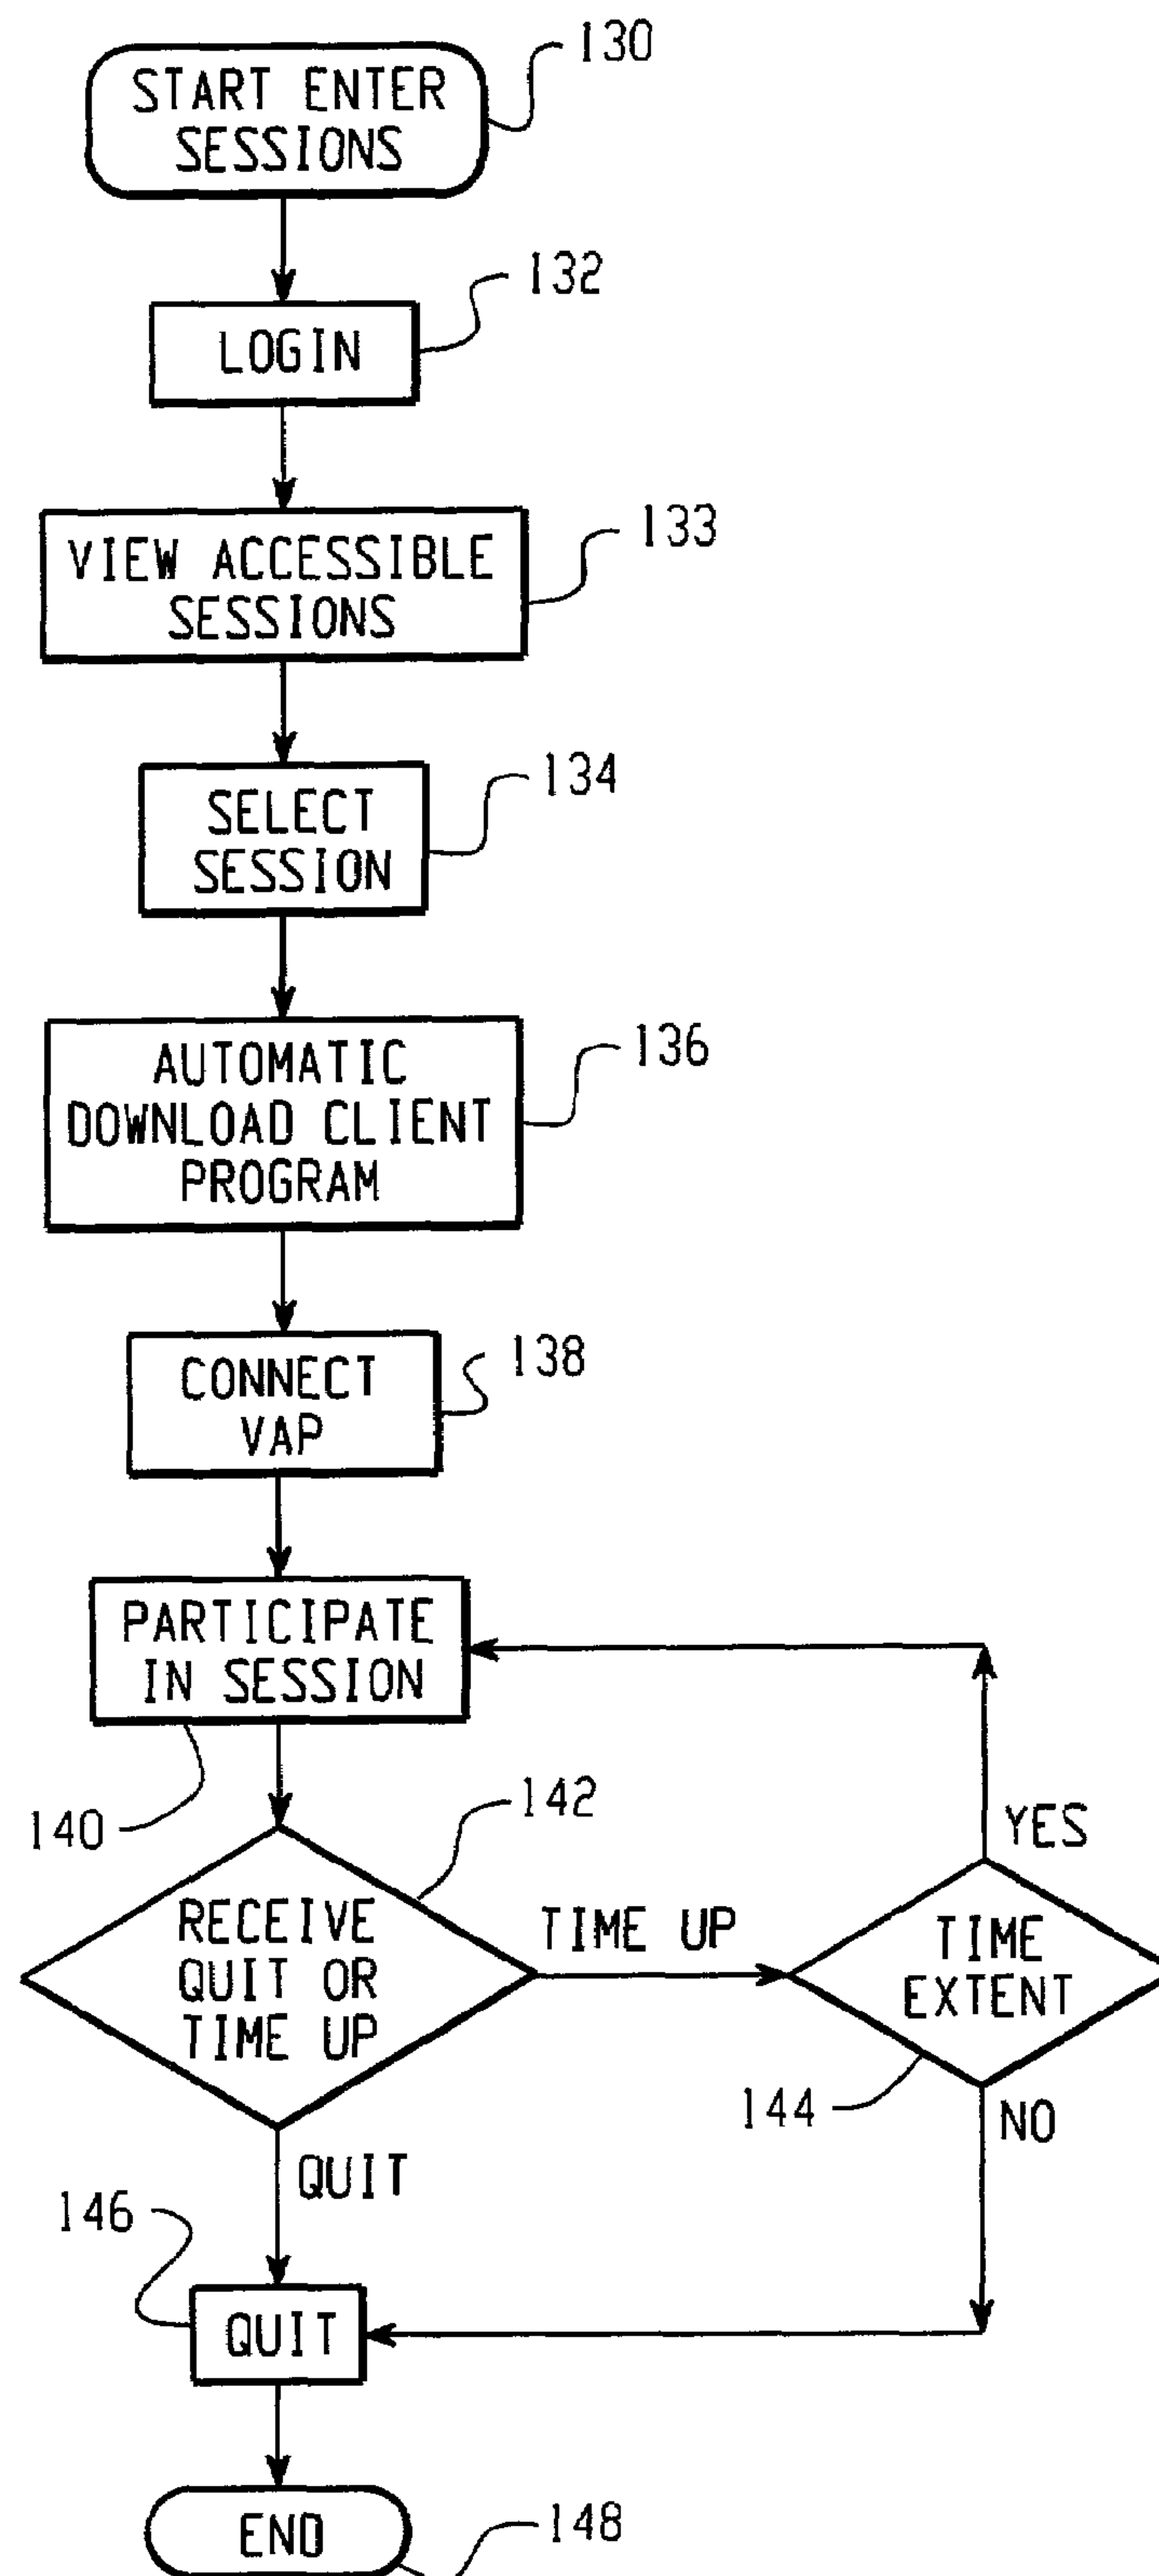 130
START ENTER
SESSIONS
132
LOGIN
133
VIEW ACCESSIBLE
SESSIONS
134
SELECT
SESSION
136
AUTOMATIC
DOWNLOAD CLIENT
PROGRAM
138
CONNECT
VAP
PARTICIPATE
IN SESSION
140
142
RECEIVE
QUIT OR
TIME UP
TIME UP
YES
TIME
EXTENT
144
NO
QUIT
146
QUIT
END
148